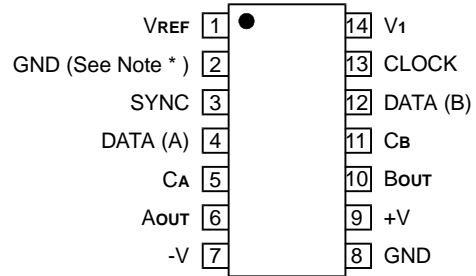 VREF 1 14 V1
GND (See Note * ) 2 13 CLOCK
SYNC 3 12 DATA (B)
DATA (A) 4 11 CB
CA 5 10 BOUT
AOUT 6 9 +V
-V 7 8 GND